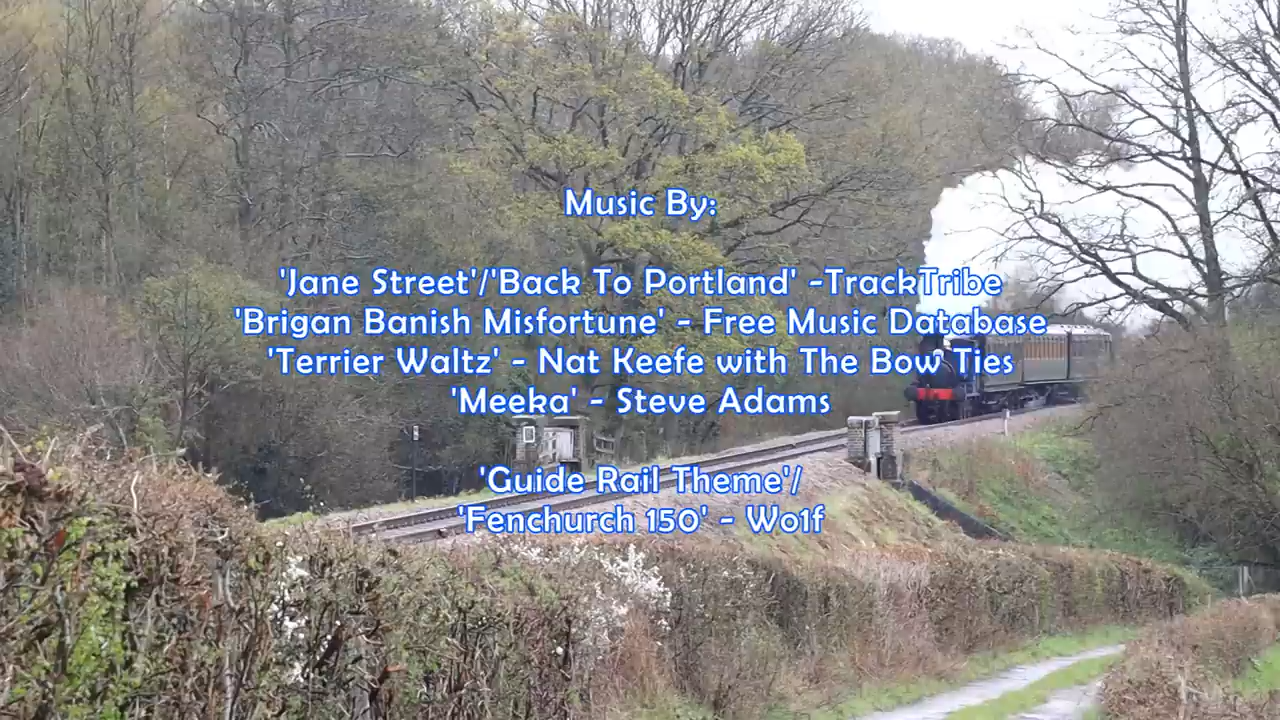 Music By:
'Jane Street'/'Back To Portland' -TrackTribe
'Brigan Banish Misfortune' - Free Music Database
'Terrier Waltz' - Nat Keefe with The Bow Ties
'Meeka' - Steve Adams
'Guide Rail Theme'/
'Fenchurch 150' - Wo1f